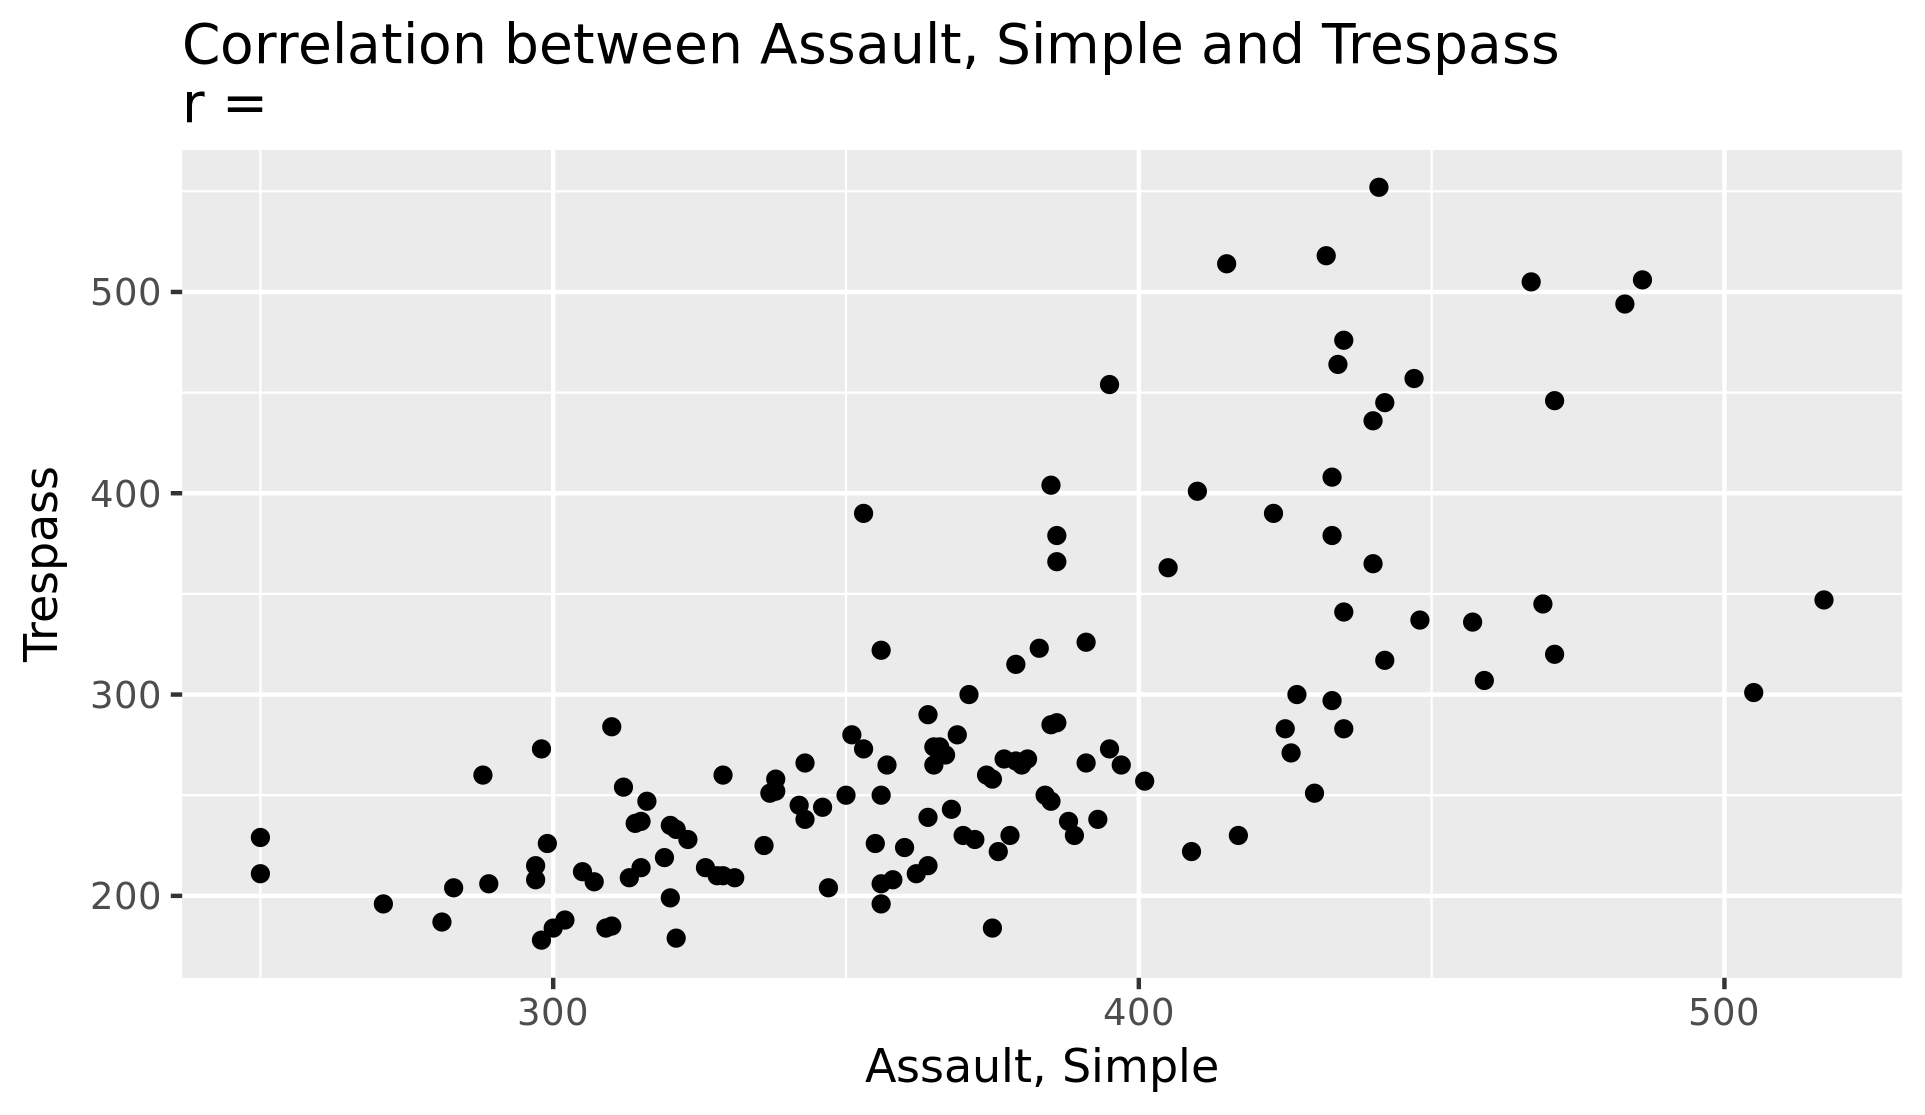 Correlation between Assault, Simple and Trespass
r =
Trespass
500
400
300
200
300
400
500
Assault, Simple